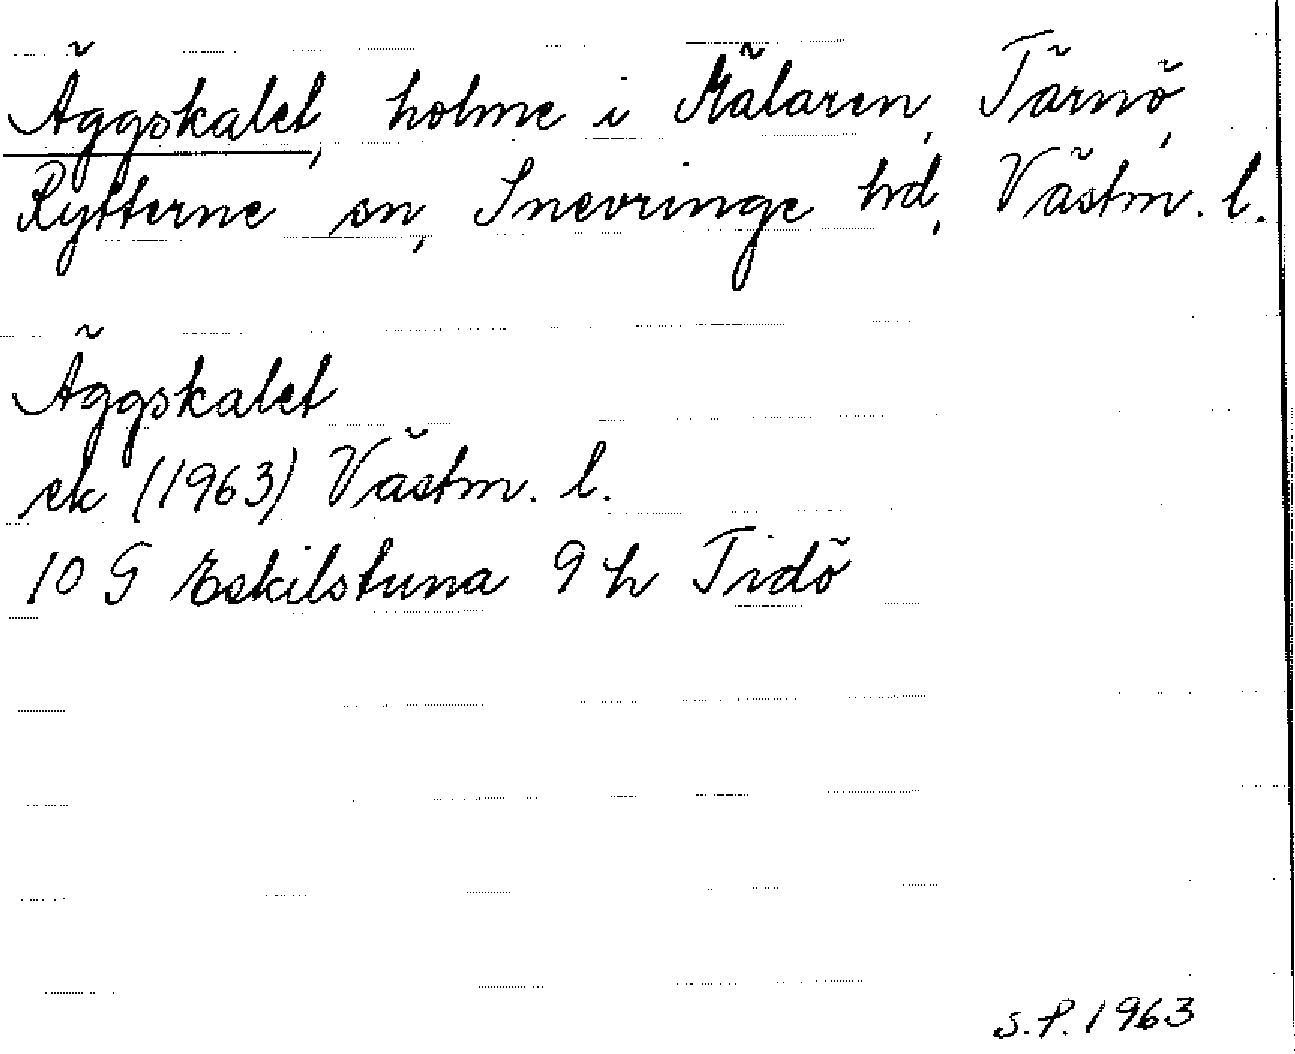 Äggskalet, holme i Mälaren, Tärnö,
Rytterne sn, Snevringe hd, Västm. l.
Äggskalet
ek (1963) Västm. l.
10 G Eskilstuna 9 h Tidö
S.P. 1963